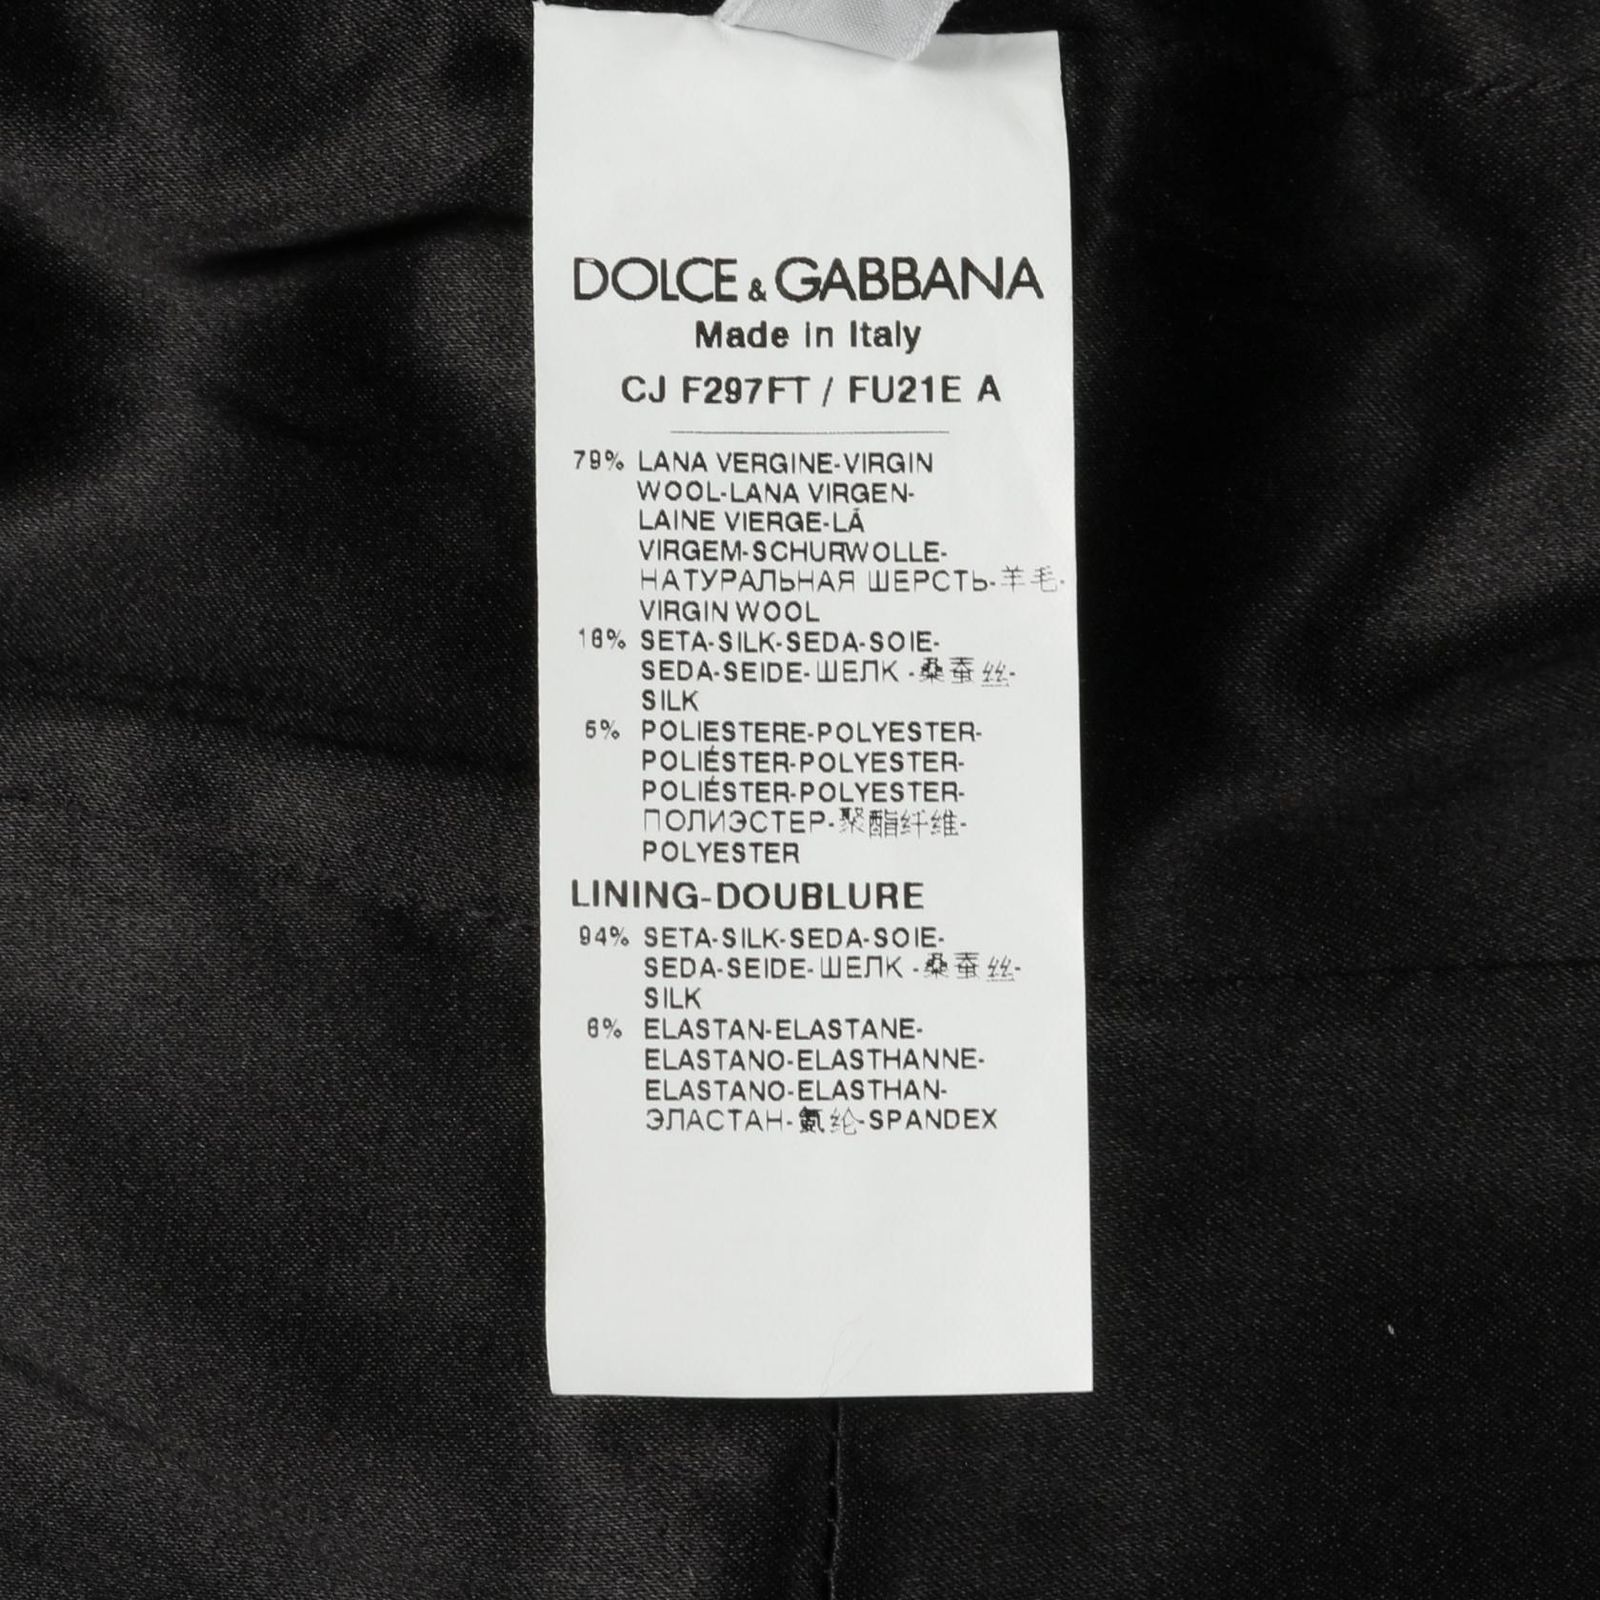 DOLCE & GABBANA
Made in Italy
CJ F297FT / FU21E A
79% LANA VERGINE-VIRGIN
WOOL-LANA VIRGEN-
LAINE VIERGE-LÃ
VIRGEM-SCHURWOLLE-
НАТУРАЛЬНАЯ ШЕРСТЬ-羊毛-
VIRGIN WOOL
16% SETA-SILK-SEDA-SOIE-
SEDA-SEIDE-ШЕЛК -桑蚕丝-
SILK
5% POLIESTERE-POLYESTER-
POLIÉSTER-POLYESTER-
POLIÉSTER-POLYESTER-
ПОЛИЭСТЕР-聚酯纤维-
POLYESTER
LINING-DOUBLURE
94% SETA-SILK-SEDA-SOIE-
SEDA-SEIDE-ШЕЛК -桑蚕丝-
SILK
6% ELASTAN-ELASTANE-
ELASTANO-ELASTHANNE-
ELASTANO-ELASTHAN-
ЭЛАСТАН-氨纶-SPANDEX